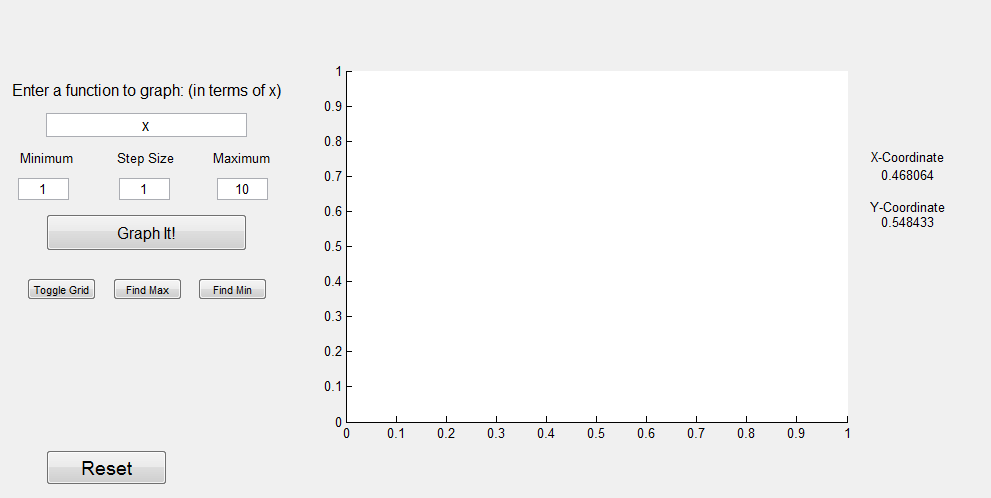 Enter a function to graph: (in terms of x)
x
Minimum Step Size Maximum
1 1 10
Graph It!
Toggle Grid Find Max Find Min
Reset
1
0.9
0.8
0.7
0.6
0.5
0.4
0.3
0.2
0.1
0
0 0.1 0.2 0.3 0.4 0.5 0.6 0.7 0.8 0.9 1
X-Coordinate
0.468064
Y-Coordinate
0.548433